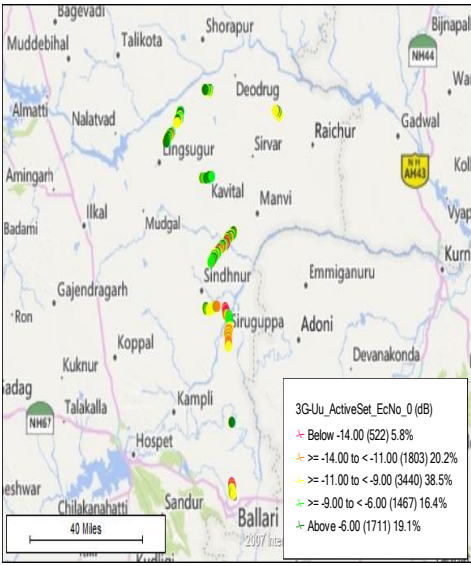 Bagevadi
Shorapur
Bijnapal
Muddebihal
Talikota
NH44
Deodrug
Almatti
Nalatvad
Gadwal
Lingsugur
Sirvar
Raichur
NH
AH43
Amingarh
Kavital
Manvi
Ilkal
Mudgal
Vyap
Badami
Kurn
Sindhnur
Emmiganuru
Gajendragarh
Ron
Siruguppa
Adoni
Koppal
Devanakonda
Kuknur
adag
Kampli
Talakalla
NH67
Hospet
eshwar
Chilakanahatti
Sandur
Ballari
40 Miles
Kudligi
2007 Inte
3G-Uu_ActiveSet_EcNo_0 (dB)
Below -14.00 (522) 5.8%
>= -14.00 to < -11.00 (1803) 20.2%
>= -11.00 to < -9.00 (3440) 38.5%
>= -9.00 to < -6.00 (1467) 16.4%
Above -6.00 (1711) 19.1%